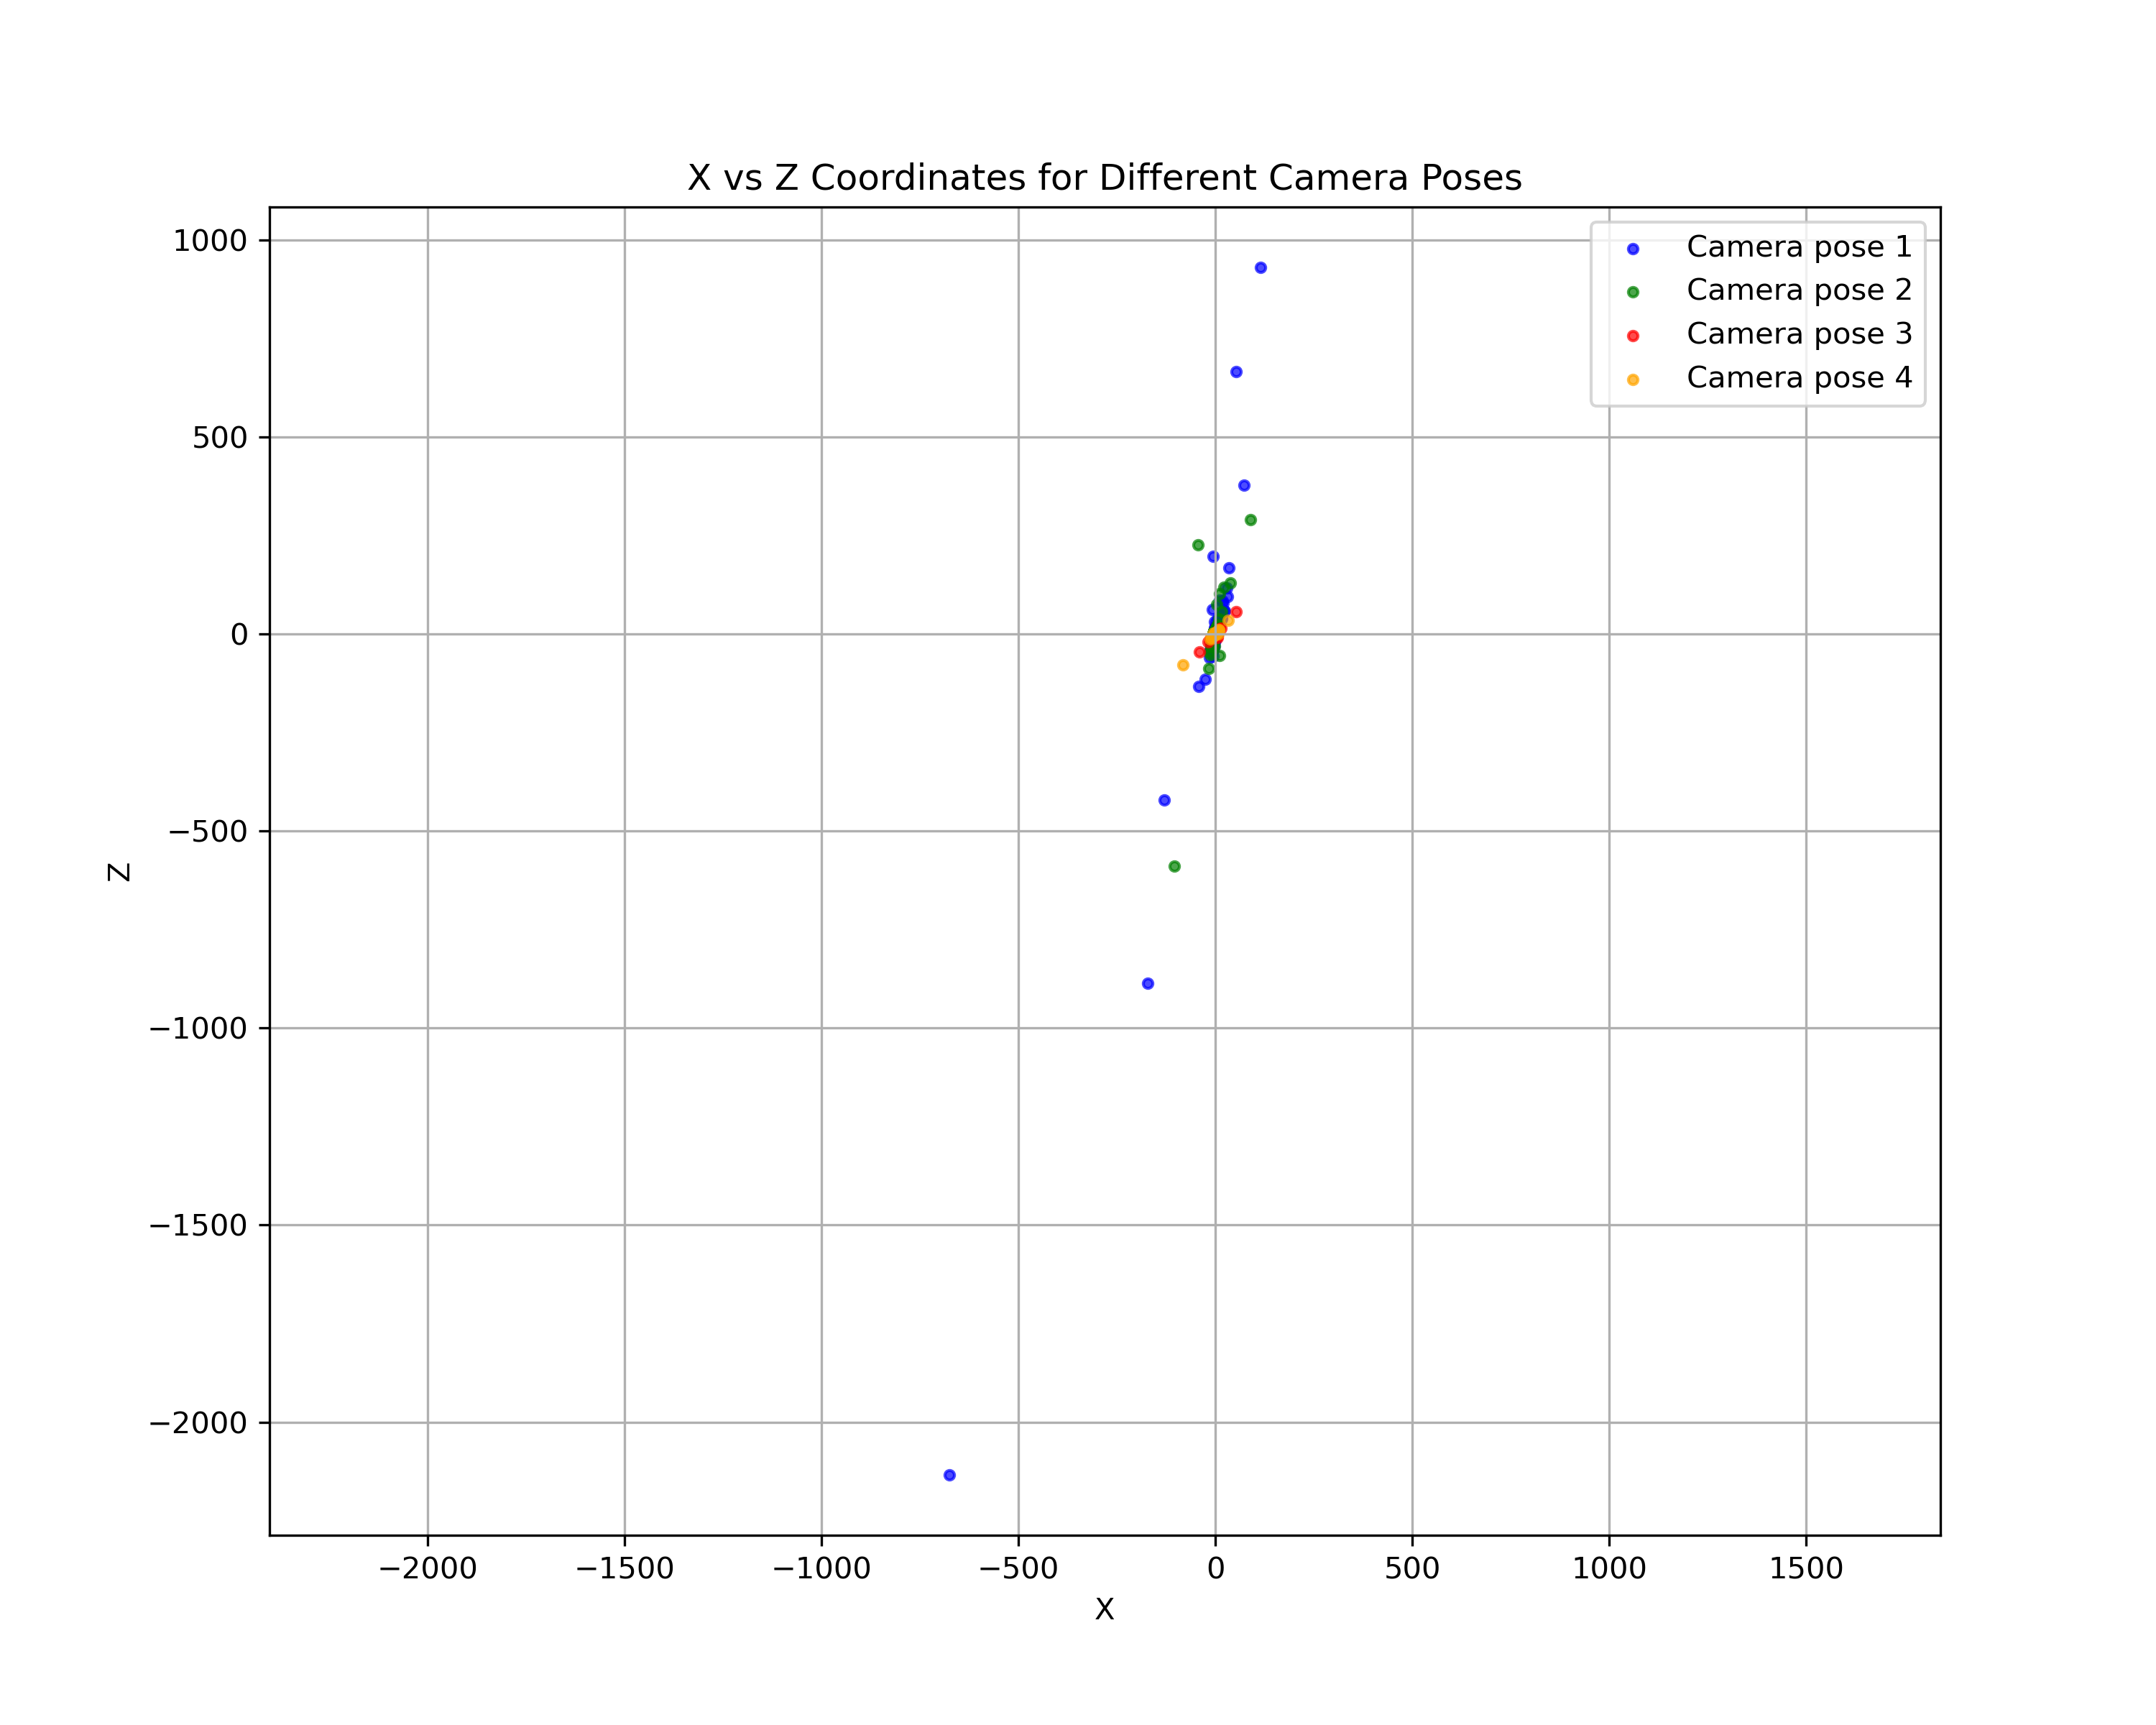 X vs Z Coordinates for Different Camera Poses
Camera pose 1
Camera pose 2
Camera pose 3
Camera pose 4
1000
500
0
−500
−1000
−1500
−2000
Z
−2000 −1500 −1000 −500 0 500 1000 1500
X